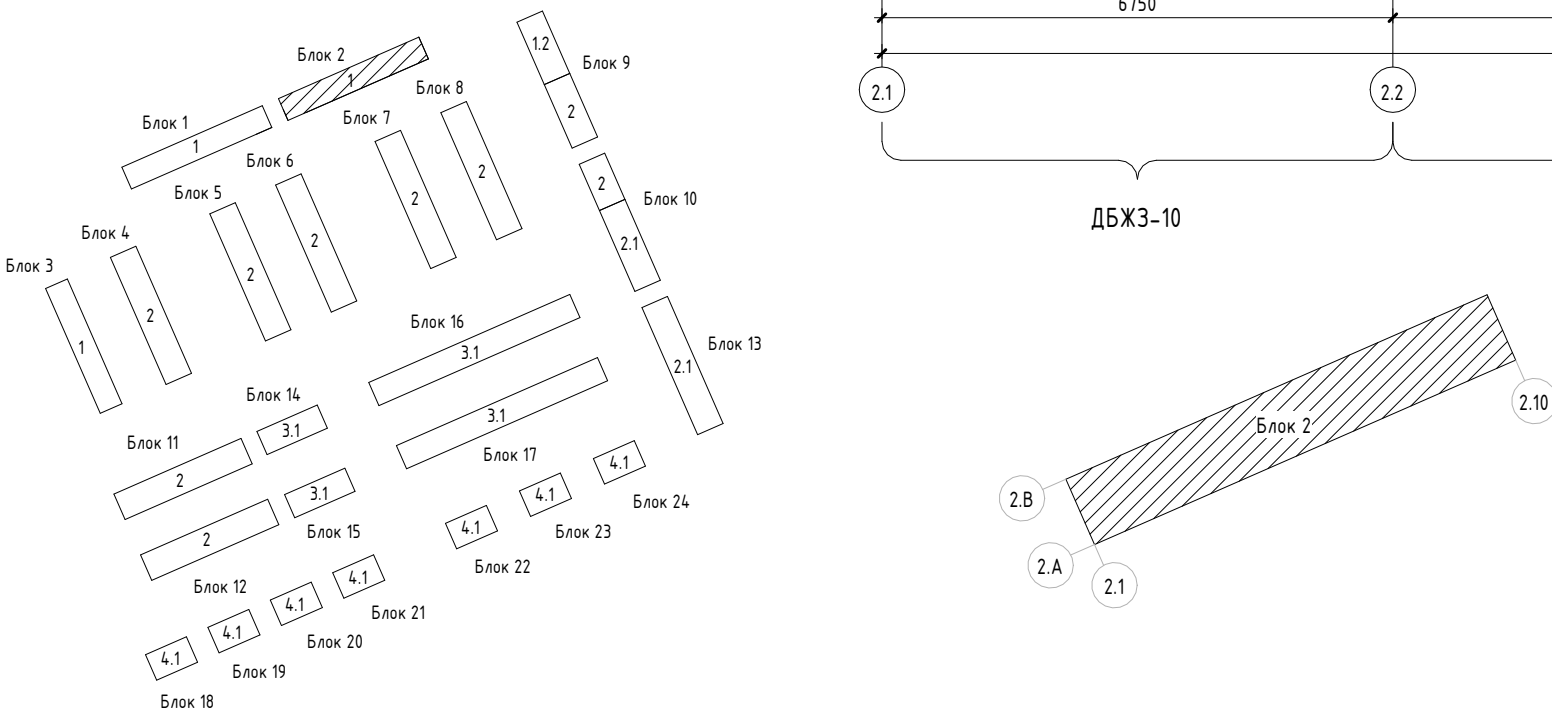 6750
2.1
2.2
ДБЖЗ-10
Блок 1
1
Блок 2
1
Блок 3
1
Блок 4
2
Блок 5
2
Блок 6
2
Блок 7
2
Блок 8
2
Блок 9
1.2
2
Блок 10
2
2.1
Блок 13
2.1
Блок 16
3.1
Блок 17
3.1
Блок 14
3.1
Блок 11
2
Блок 15
3.1
Блок 12
2
Блок 24
4.1
Блок 23
4.1
Блок 22
4.1
Блок 21
4.1
Блок 20
4.1
Блок 19
4.1
Блок 18
4.1
Блок 2
2.10
2.В
2.А
2.1